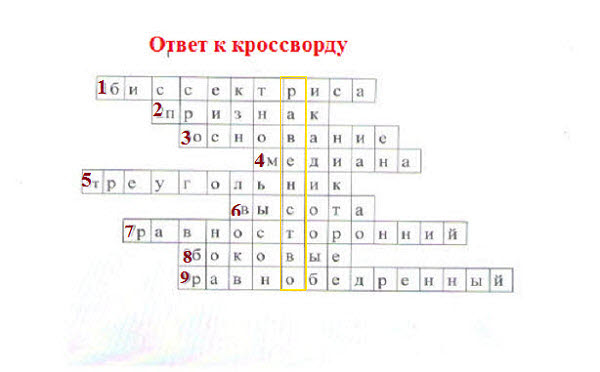 Ответ к кроссворду
1биссектриса
2признак
3основание
4медиана
5треугольник
6высота
7равносторонний
8боковые
9равнобедренный